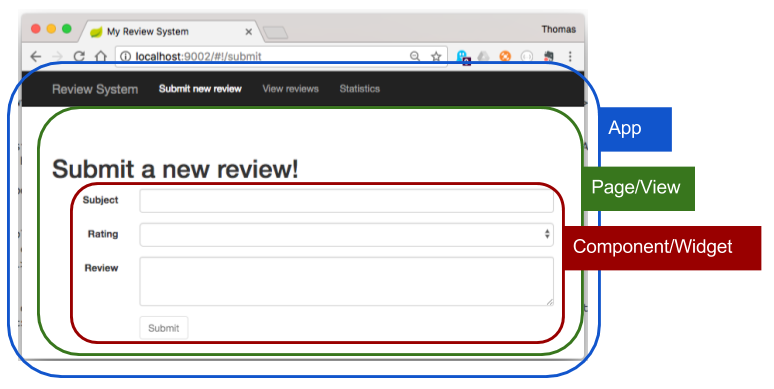 My Review System
Thomas
localhost:9002/#!/submit
Review System Submit new review View reviews Statistics
App
Submit a new review!
Page/View
Subject
Rating
Component/Widget
Review
Submit